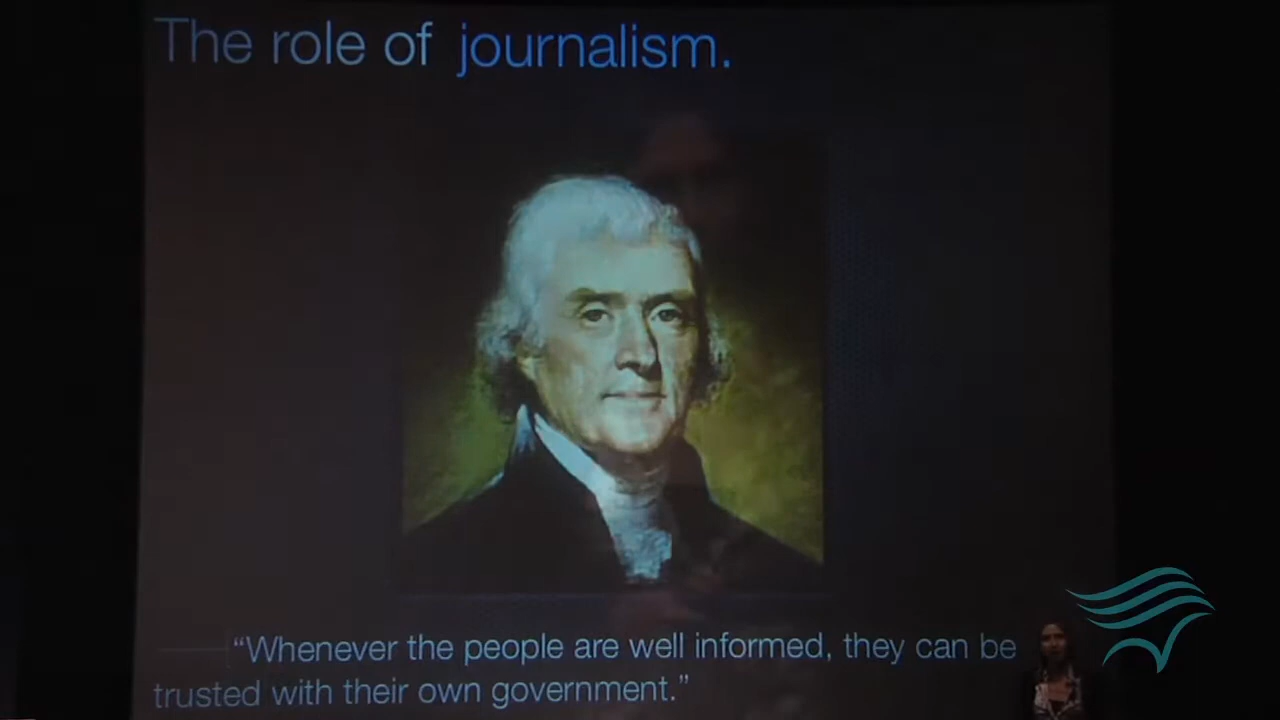 The role of journalism.
“Whenever the people are well informed, they can be
trusted with their own government.”